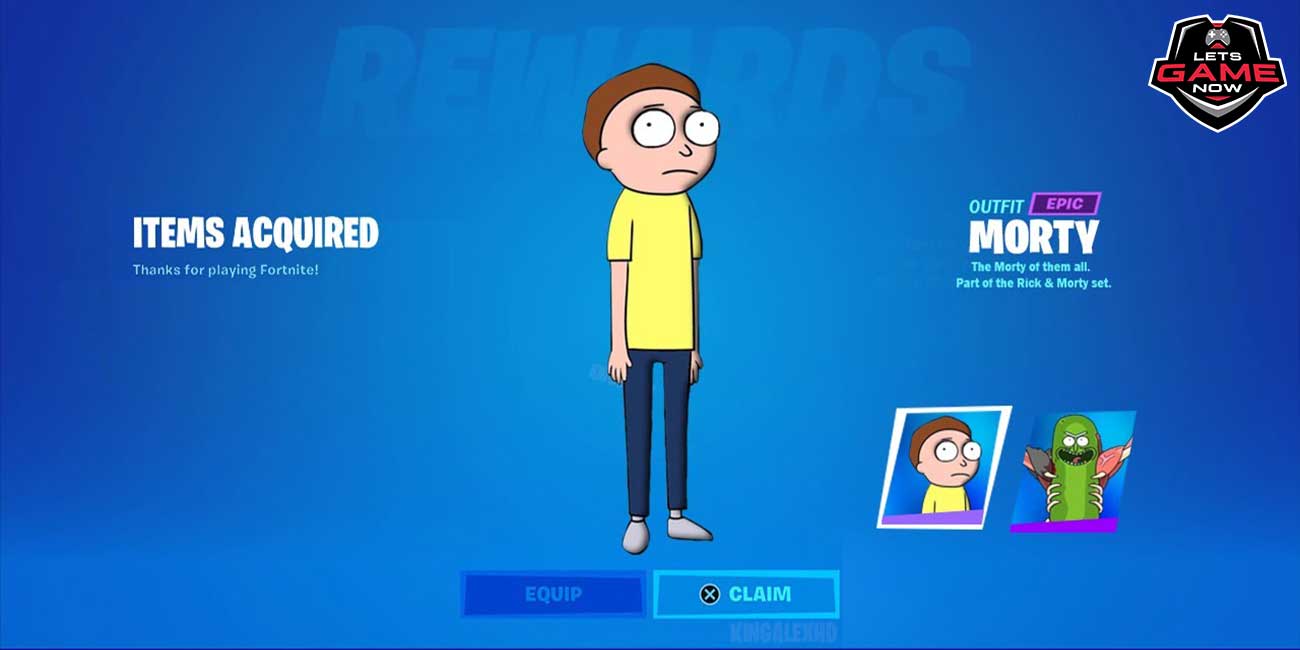 REWARDS
LETS
GAME
NOW
ITEMS ACQUIRED
Thanks for playing Fortnite!
OUTFIT EPIC
MORTY
The Morty of them all.
Part of the Rick & Morty set.
EQUIP
CLAIM
KINGALEXHD